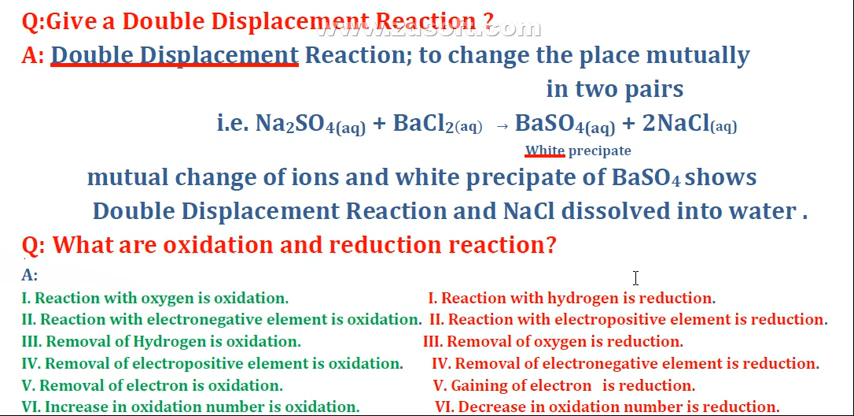 Q:Give a Double Displacement Reaction ?
www.zdsoft.com
A: Double Displacement Reaction; to change the place mutually
in two pairs
i.e. Na₂SO₄(aq) + BaCl₂(aq) → BaSO₄(aq) + 2NaCl(aq)
White precipate
mutual change of ions and white precipate of BaSO₄ shows
Double Displacement Reaction and NaCl dissolved into water .
Q: What are oxidation and reduction reaction?
A:
I. Reaction with oxygen is oxidation. I. Reaction with hydrogen is reduction.
II. Reaction with electronegative element is oxidation. II. Reaction with electropositive element is reduction.
III. Removal of Hydrogen is oxidation. III. Removal of oxygen is reduction.
IV. Removal of electropositive element is oxidation. IV. Removal of electronegative element is reduction.
V. Removal of electron is oxidation. V. Gaining of electron is reduction.
VI. Increase in oxidation number is oxidation. VI. Decrease in oxidation number is reduction.